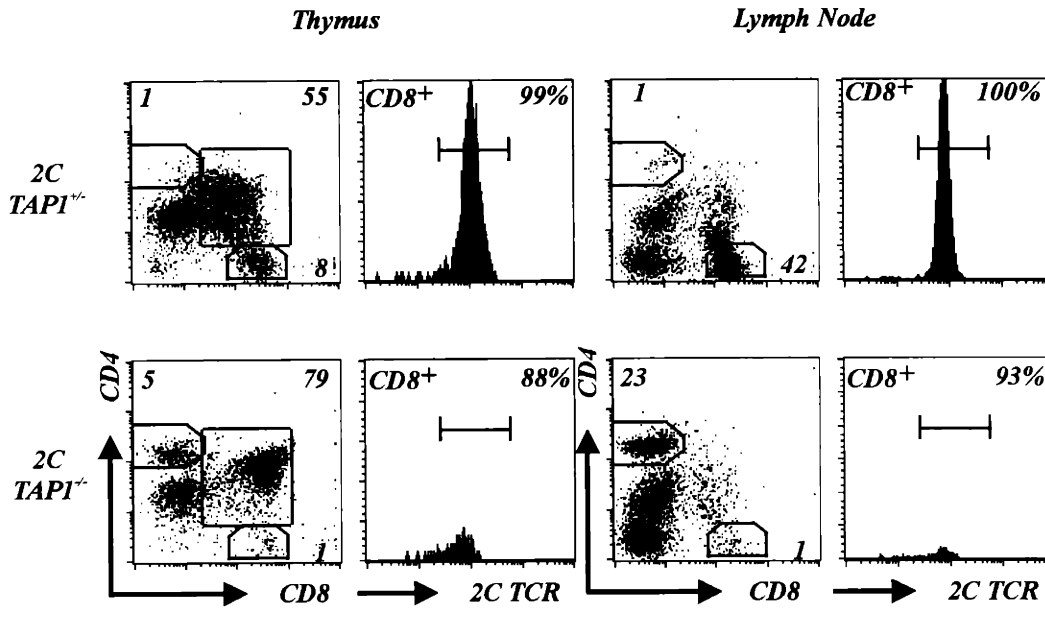 Thymus Lymph Node
1 55 CD8+ 99% 1 CD8+ 100%
2C
TAP1+/-
8 42
CD4 5 79 CD8+ 88% CD4 23 CD8+ 93%
2C
TAP1-/-
1 1
CD8 2C TCR CD8 2C TCR